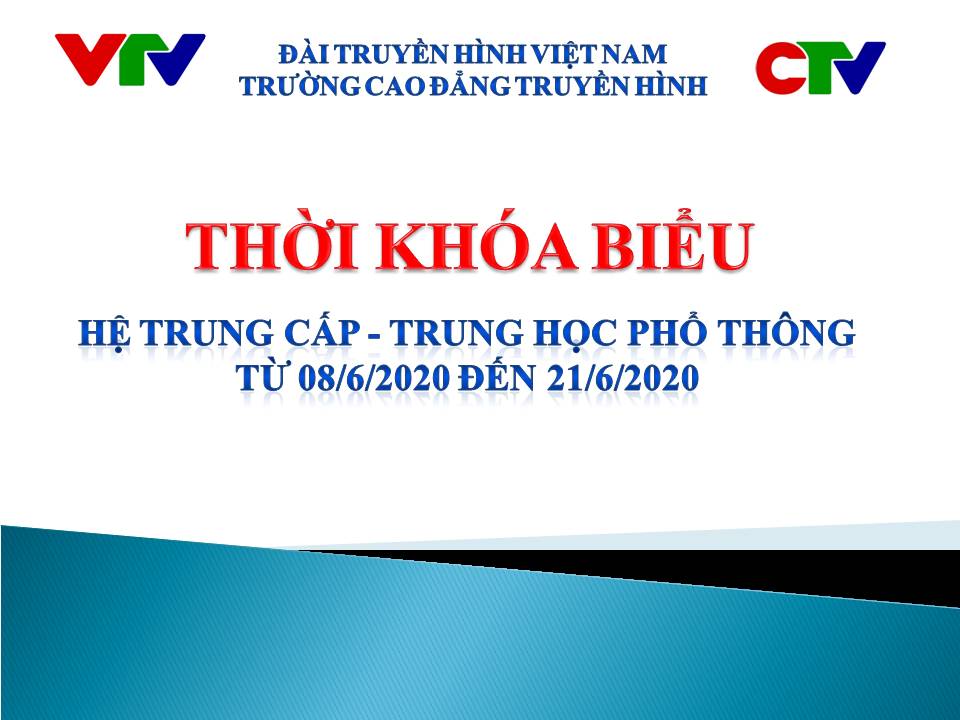 VTV
ĐÀI TRUYỀN HÌNH VIỆT NAM
TRƯỜNG CAO ĐẲNG TRUYỀN HÌNH
CTV
THỜI KHÓA BIỂU
HỆ TRUNG CẤP - TRUNG HỌC PHỔ THÔNG
TỪ 08/6/2020 ĐẾN 21/6/2020